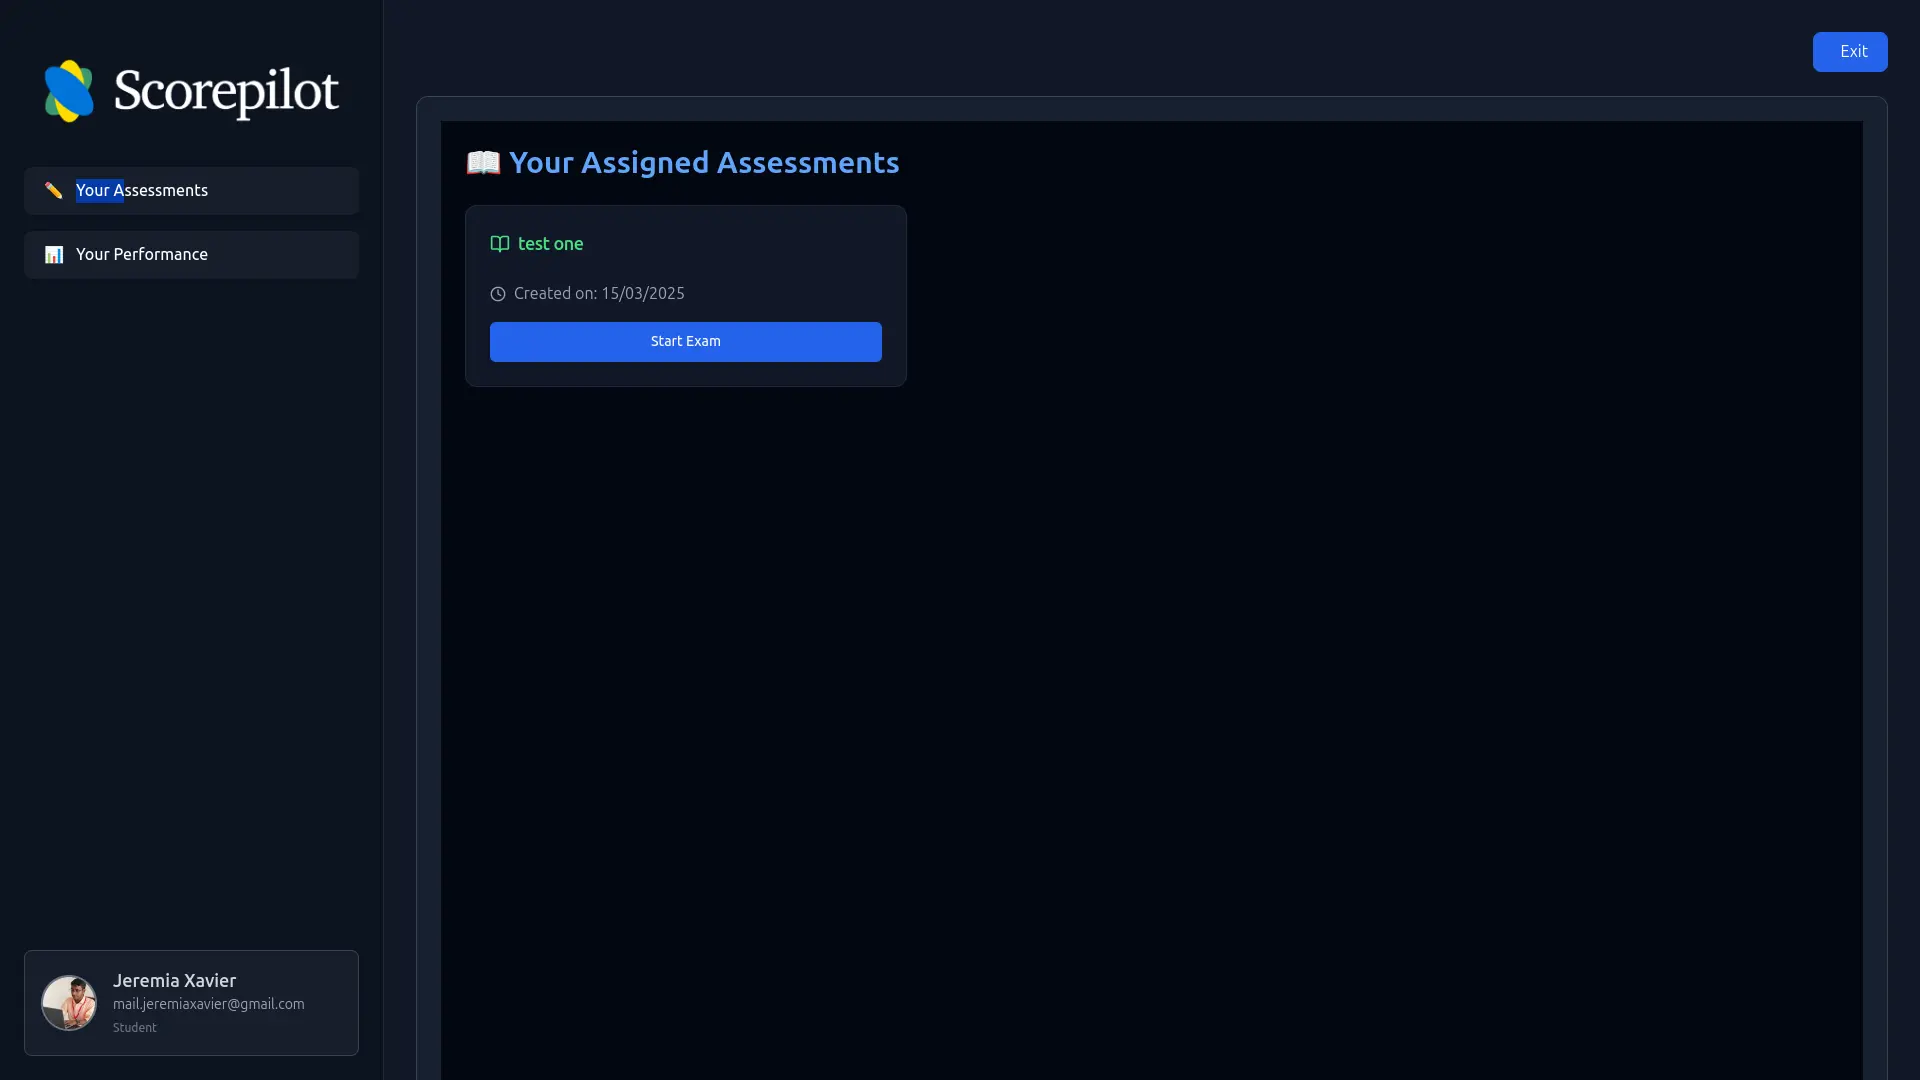 Scorepilot
Your Assessments
Your Performance
Jeremia Xavier
mail.jeremiaxavier@gmail.com
Student
Exit
Your Assigned Assessments
test one
Created on: 15/03/2025
Start Exam